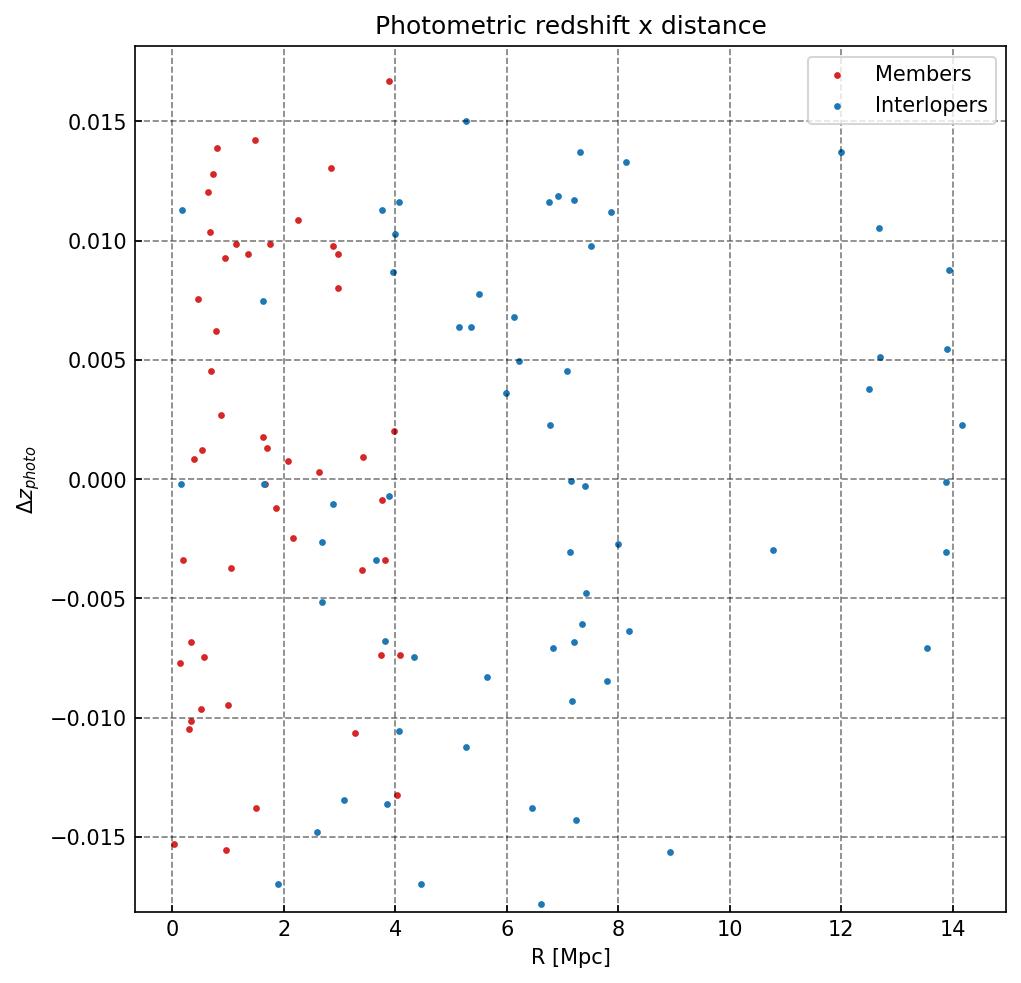 Photometric redshift x distance
Members
Interlopers
0.015
0.010
0.005
0.000
−0.005
−0.010
−0.015
Δz_photo
0 2 4 6 8 10 12 14
R [Mpc]